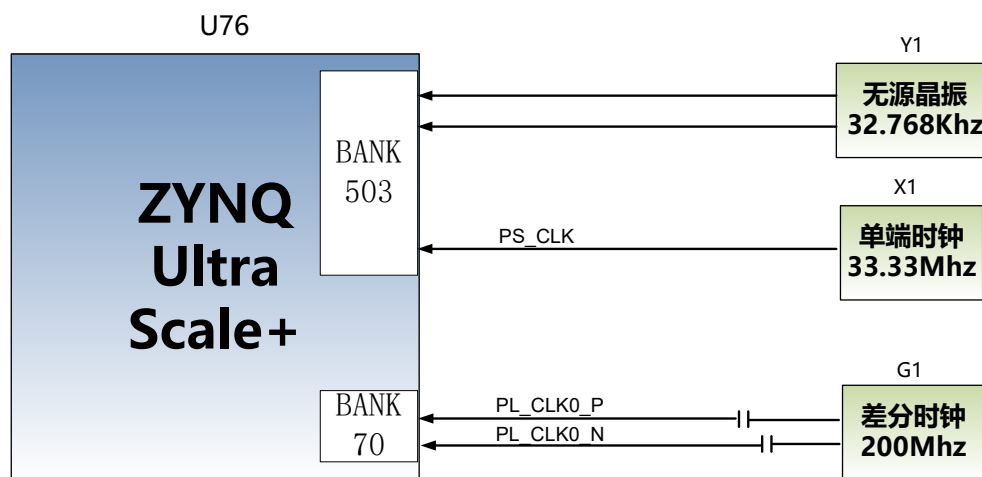 U76
Y1
无源晶振
32.768Khz
BANK
503
X1
ZYNQ
Ultra
Scale+
PS_CLK
单端时钟
33.33Mhz
G1
BANK
70
PL_CLK0_P
PL_CLK0_N
差分时钟
200Mhz